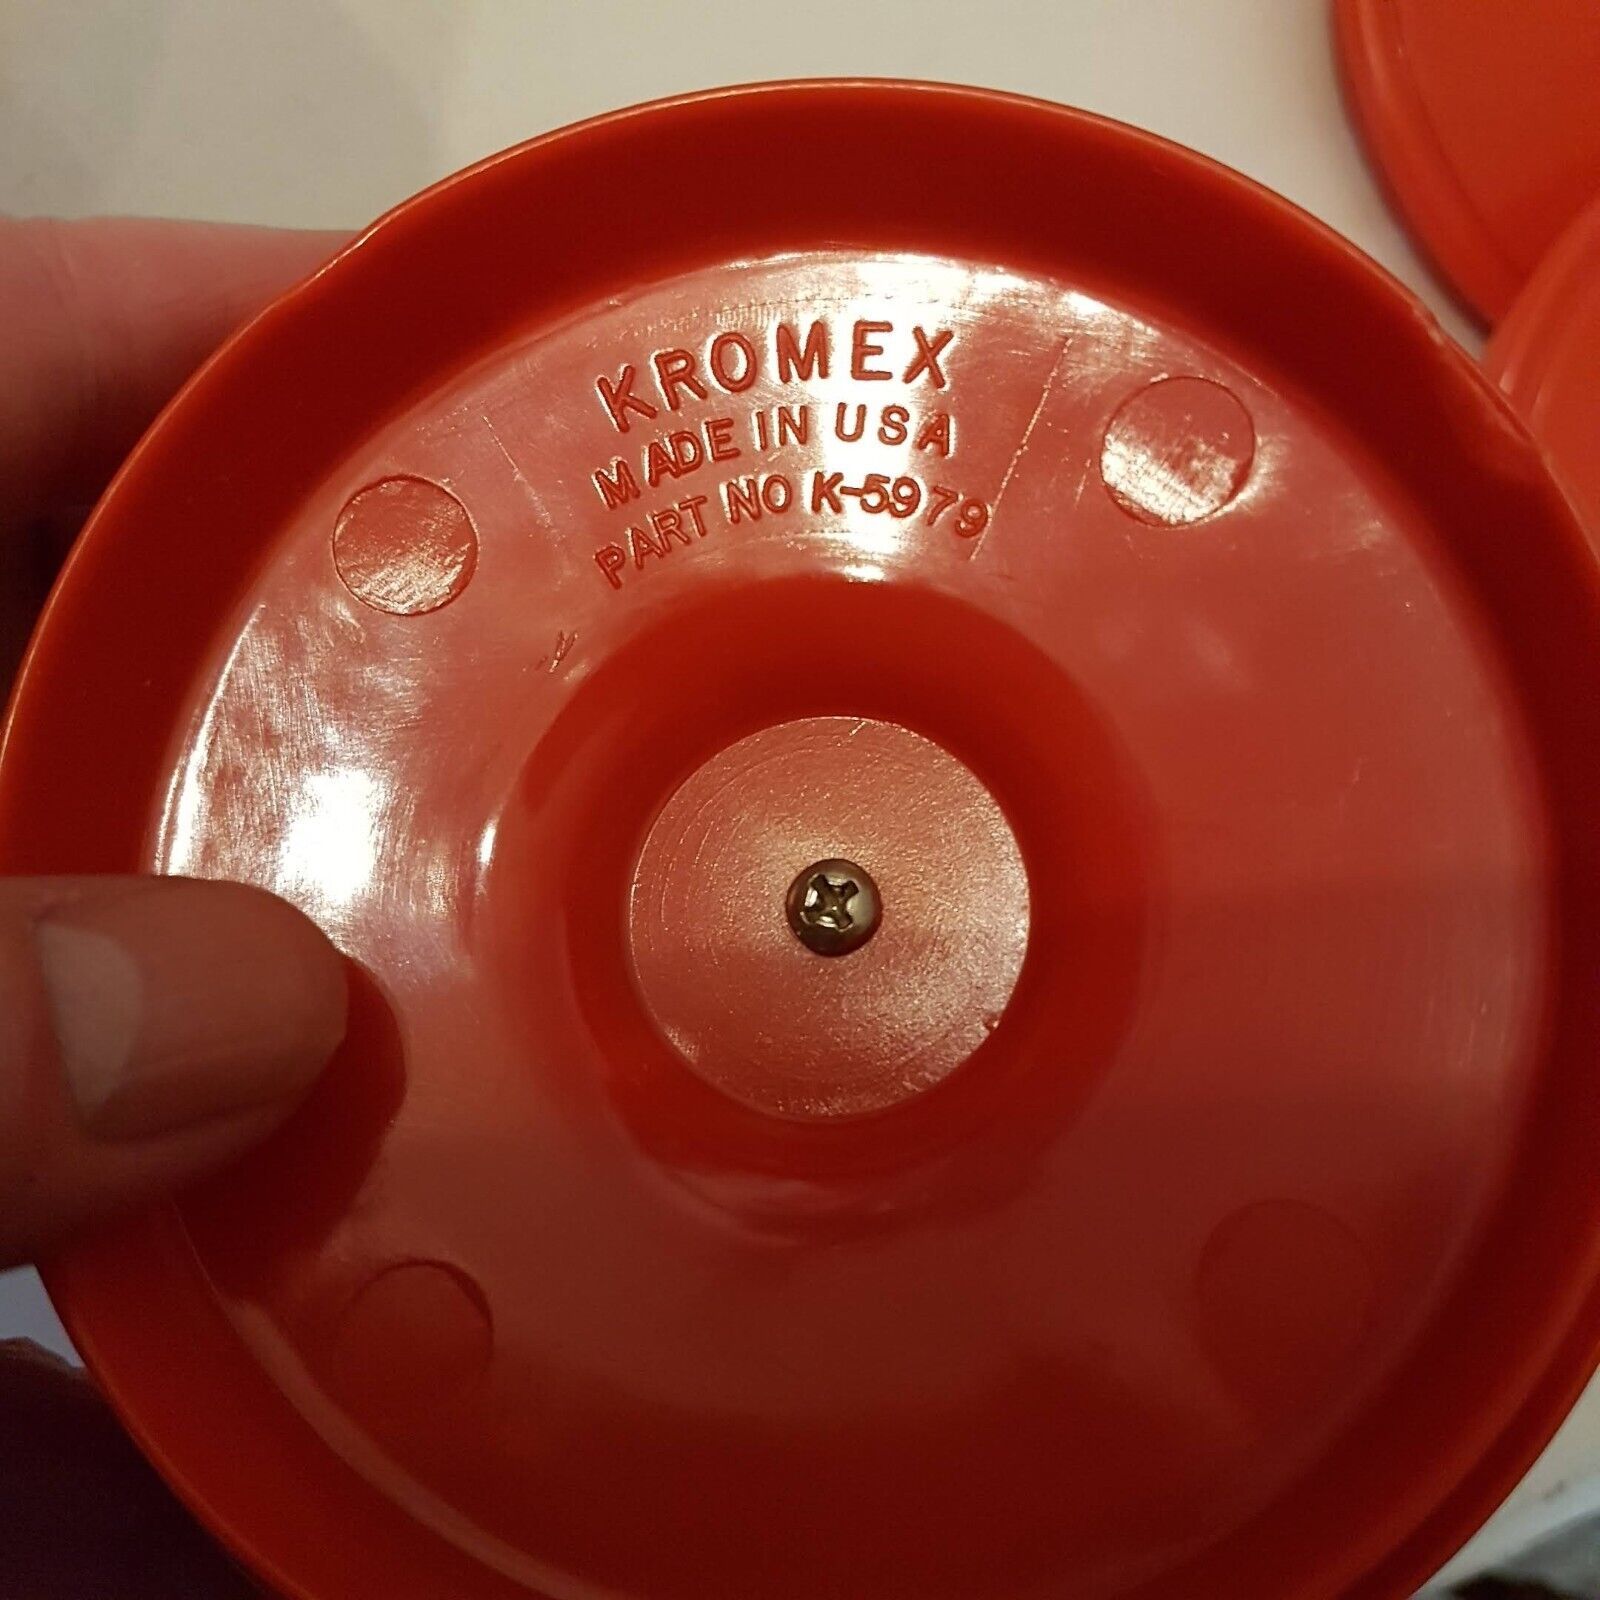 KROMEX
MADE IN USA
PART NO K-5979